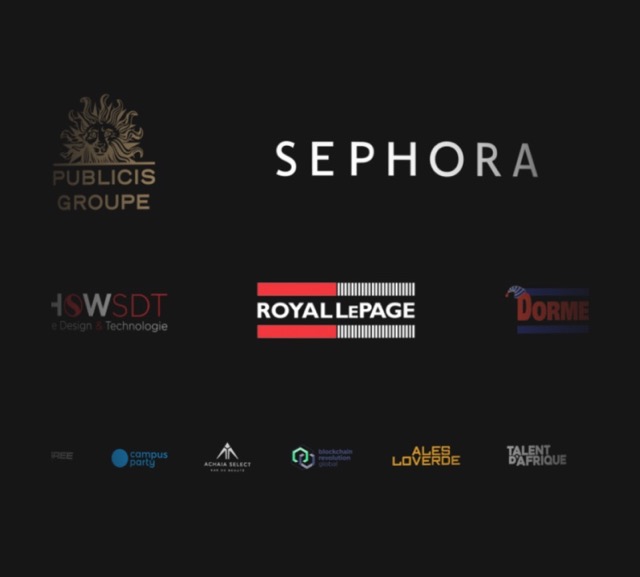 PUBLICIS
GROUPE
SEPHORA
HOWSDT
e Design & Technologie
ROYAL LEPAGE
DORME
campus
party
ACHAIA SELECT
blockchain
revolution
global
ALES
LOVERDE
TALENT
D'AFRIQUE